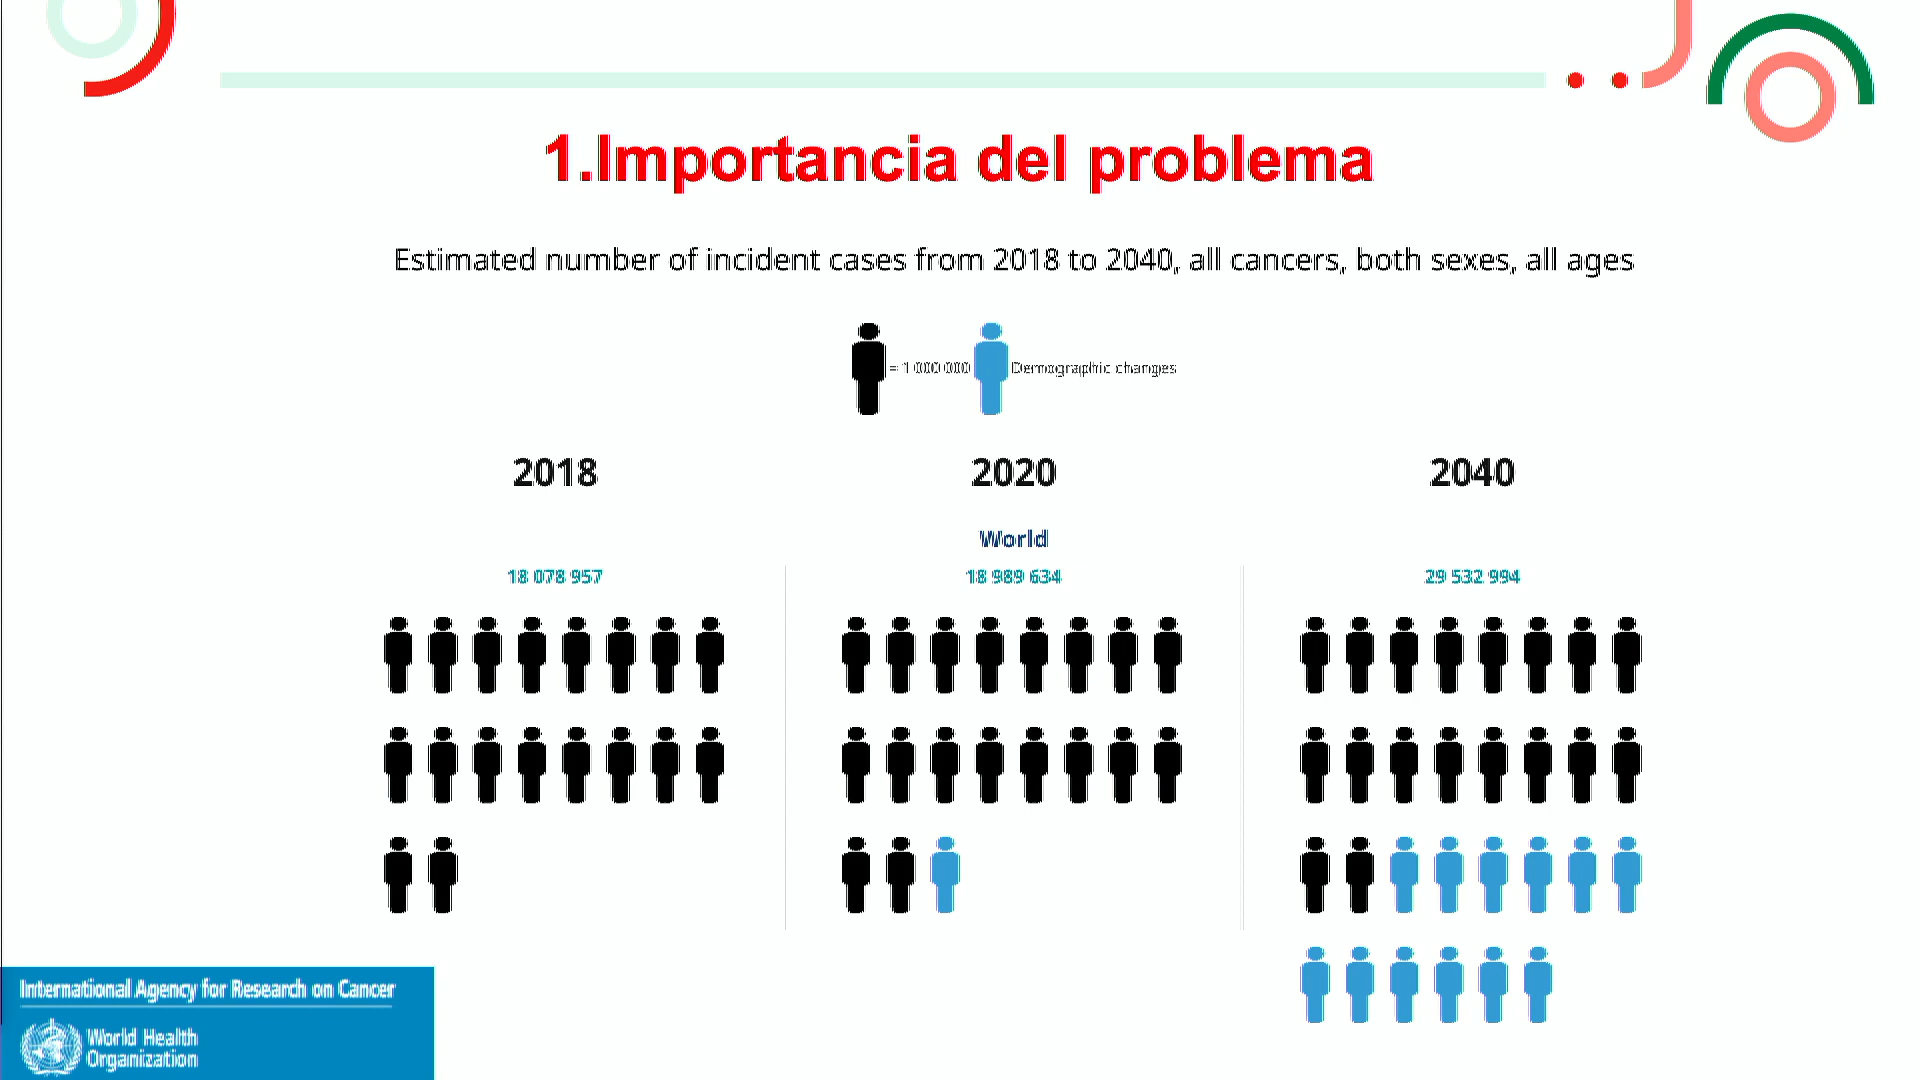 1.Importancia del problema
Estimated number of incident cases from 2018 to 2040, all cancers, both sexes, all ages
= 1 000 000 Demographic changes
2018 2020 2040
World
18 078 957 18 989 634 29 532 994
International Agency for Research on Cancer
World Health
Organization